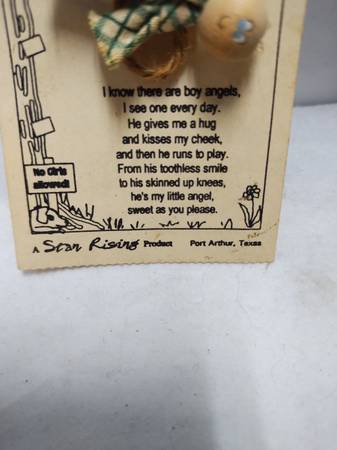 I know there are boy angels,
I see one every day.
He gives me a hug
and kisses my cheek,
and then he runs to play.
From his toothless smile
to his skinned up knees,
he's my little angel,
sweet as you please.
No Girls
allowed!
A Star Rising Product Port Arthur, Texas